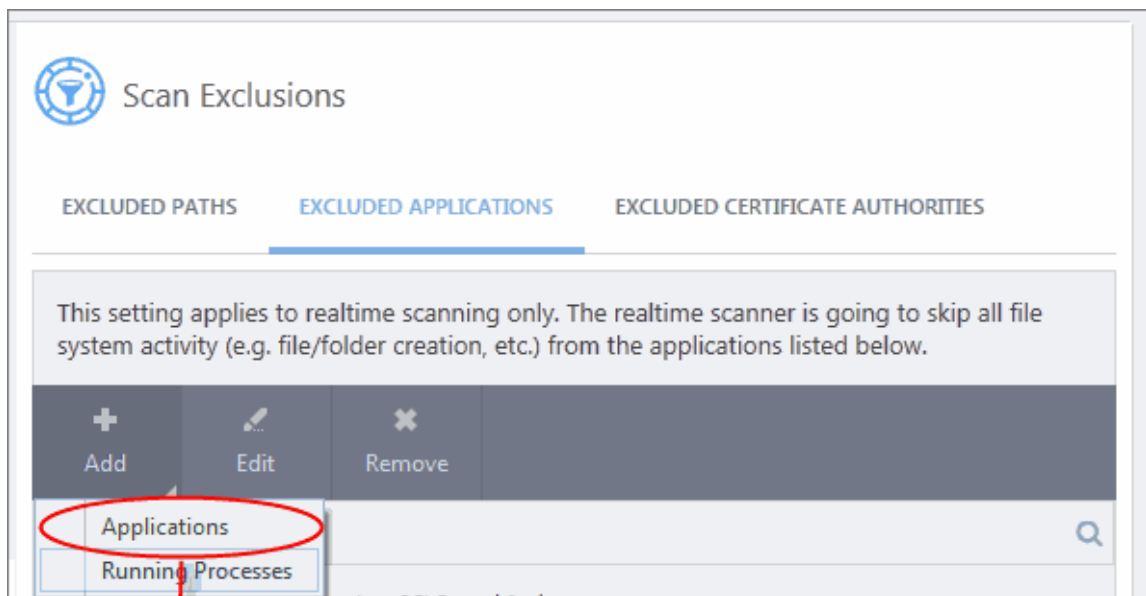 Scan Exclusions
EXCLUDED PATHS EXCLUDED APPLICATIONS EXCLUDED CERTIFICATE AUTHORITIES
This setting applies to realtime scanning only. The realtime scanner is going to skip all file
system activity (e.g. file/folder creation, etc.) from the applications listed below.
Add Edit Remove
Applications
Running Processes